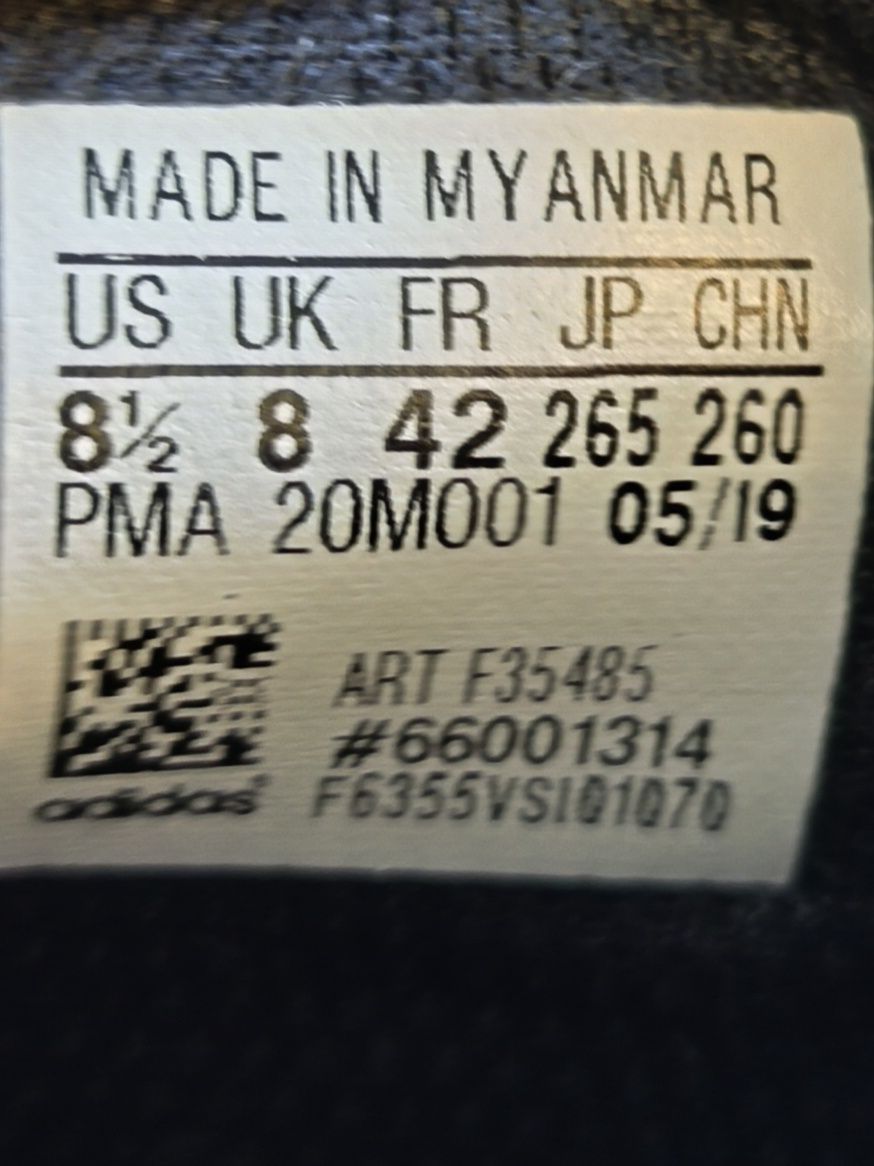 MADE IN MYANMAR
US UK FR JP CHN
8½ 8 42 265 260
PMA 20M001 05/19
ART F35485
#66001314
adidas F6355VSI01070